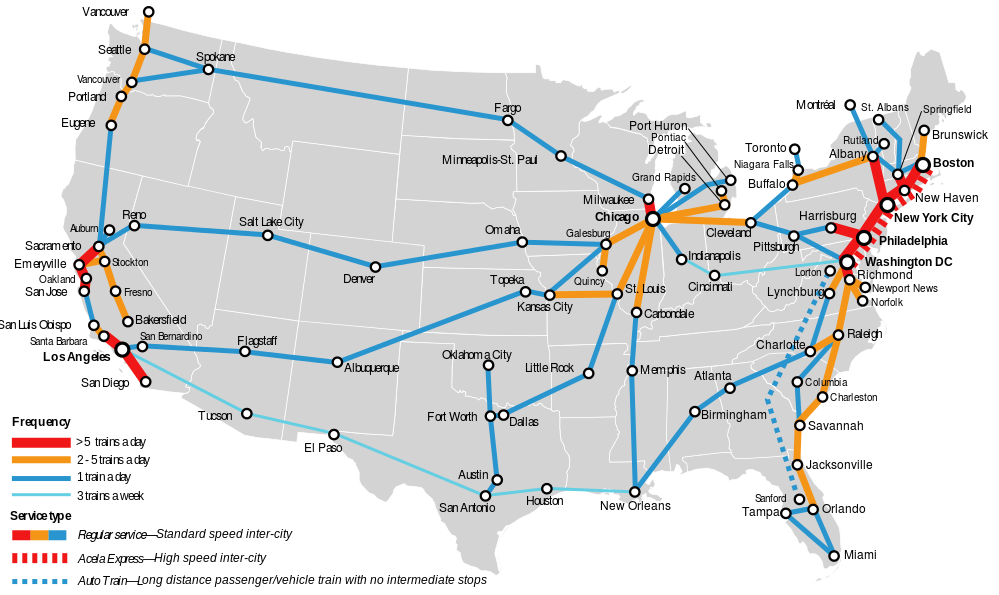 Vancouver
Seattle
Spokane
Vancouver
Portland
Eugene
Fargo
Minneapolis-St. Paul
Port Huron
Pontiac
Detroit
Grand Rapids
Milwaukee
Chicago
Montréal
St. Albans
Springfield
Toronto
Rutland
Brunswick
Niagara Falls
Albany
Boston
Buffalo
New Haven
New York City
Harrisburg
Cleveland
Pittsburgh
Philadelphia
Washington DC
Auburn
Reno
Salt Lake City
Omaha
Galesburg
Sacramento
Emeryville
Stockton
Oakland
San Jose
Fresno
Denver
Topeka
Quincy
Indianapolis
Cincinnati
Lorton
Richmond
Newport News
Norfolk
Lynchburg
Kansas City
St. Louis
Carbondale
San Luis Obispo
Bakersfield
Santa Barbara
San Bernardino
Los Angeles
San Diego
Flagstaff
Albuquerque
Oklahoma City
Little Rock
Memphis
Atlanta
Charlotte
Raleigh
Columbia
Charleston
Tucson
El Paso
Fort Worth
Dallas
Birmingham
Savannah
Austin
San Antonio
Houston
New Orleans
Jacksonville
Sanford
Tampa
Orlando
Miami
Frequency
>5 trains a day
2 - 5 trains a day
1 train a day
3 trains a week
Service type
Regular service—Standard speed inter-city
Acela Express—High speed inter-city
Auto Train—Long distance passenger/vehicle train with no intermediate stops